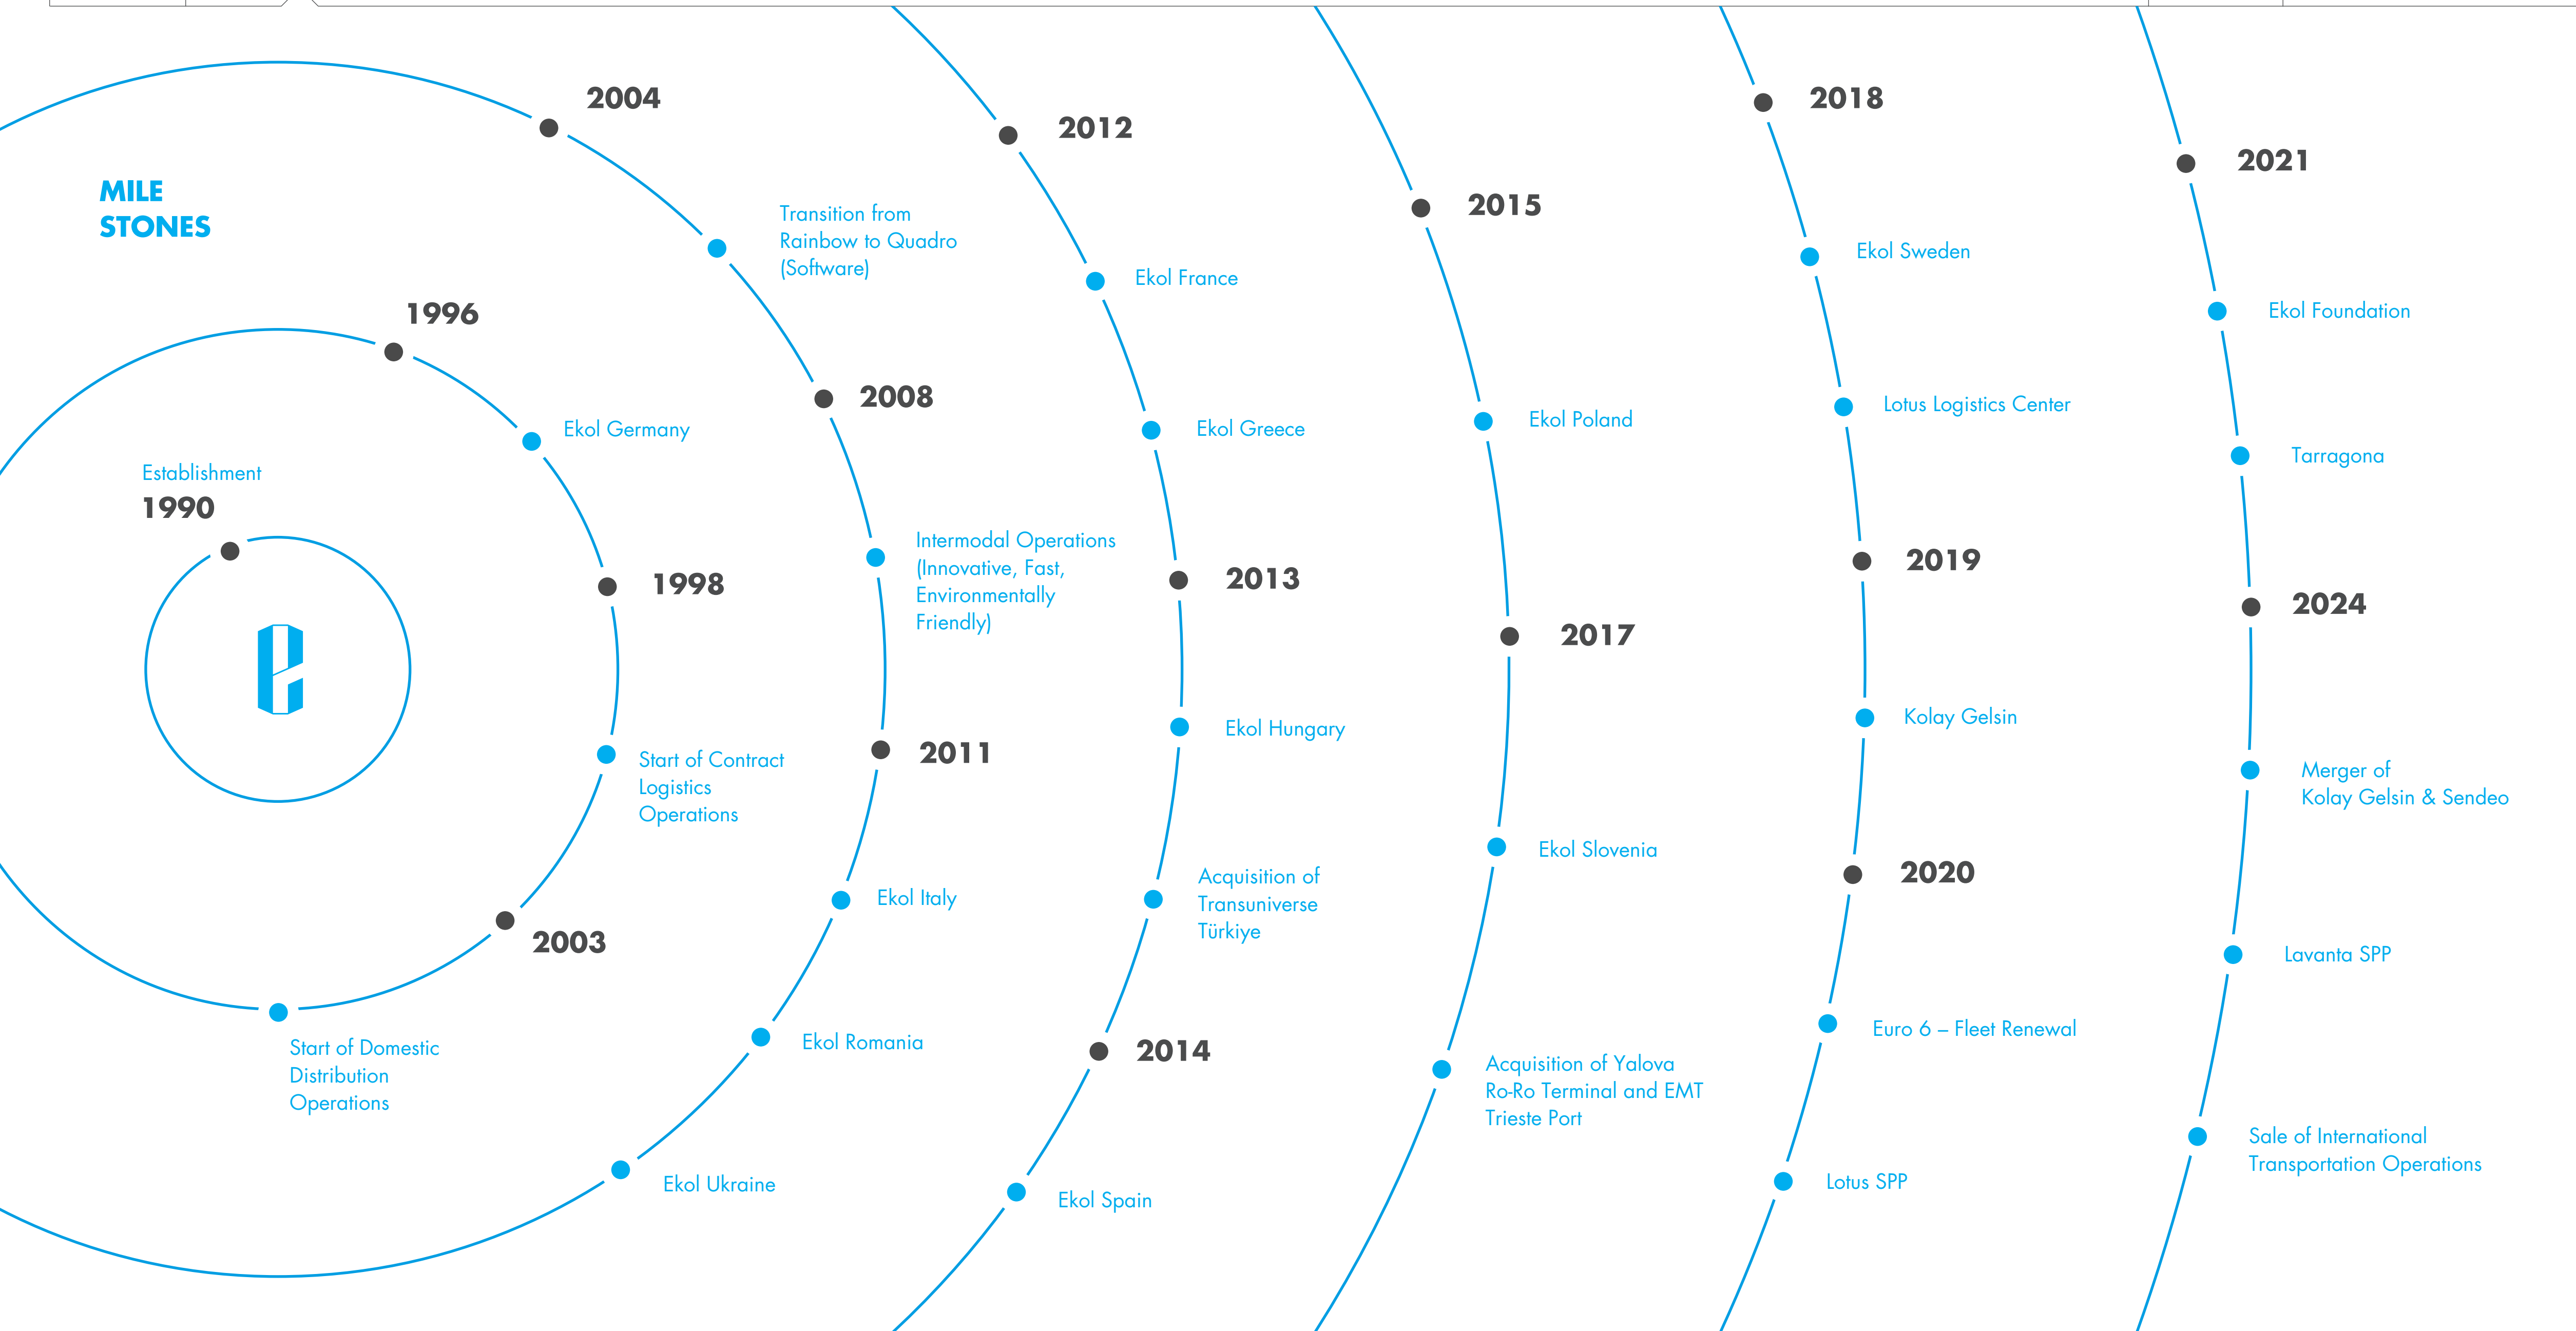 MILE
STONES
Establishment
1990
1996
Ekol Germany
1998
Start of Contract
Logistics
Operations
2003
Start of Domestic
Distribution
Operations
2004
Transition from
Rainbow to Quadro
(Software)
2008
Intermodal Operations
(Innovative, Fast,
Environmentally
Friendly)
2011
Ekol Italy
Ekol Romania
Ekol Ukraine
2012
Ekol France
Ekol Greece
2013
Ekol Hungary
Acquisition of
Transuniverse
Türkiye
2014
Ekol Spain
2015
Ekol Poland
2017
Ekol Slovenia
Acquisition of Yalova
Ro-Ro Terminal and EMT
Trieste Port
2018
Ekol Sweden
Lotus Logistics Center
2019
Kolay Gelsin
2020
Euro 6 – Fleet Renewal
Lotus SPP
2021
Ekol Foundation
Tarragona
2024
Merger of
Kolay Gelsin & Sendeo
Lavanta SPP
Sale of International
Transportation Operations